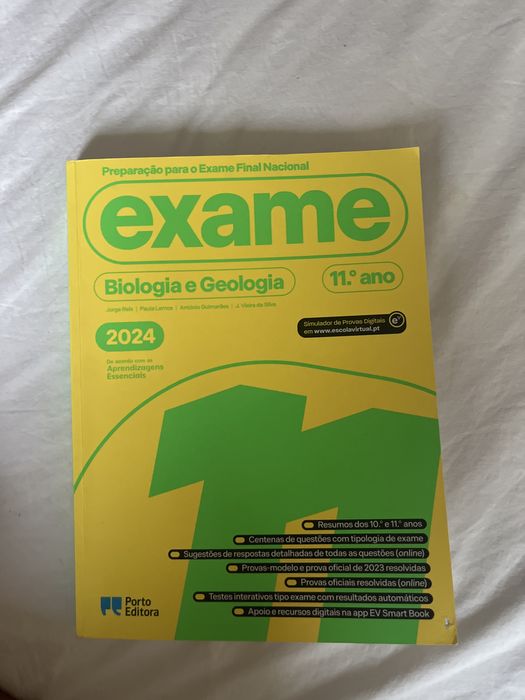 Preparação para o Exame Final Nacional
exame
Biologia e Geologia
11.º ano
Jorge Reis | Paula Lemos | António Guimarães | J. Vieira da Silva
2024
Simulador de Provas Digitais
em www.escolavirtual.pt
e
De acordo com as
Aprendizagens
Essenciais
11
Resumos dos 10.º e 11.º anos
Centenas de questões com tipologia de exame
Sugestões de respostas detalhadas de todas as questões (online)
Provas-modelo e prova oficial de 2023 resolvidas
Provas oficiais resolvidas (online)
Testes interativos tipo exame com resultados automáticos
Apoio e recursos digitais na app EV Smart Book
Porto
Editora